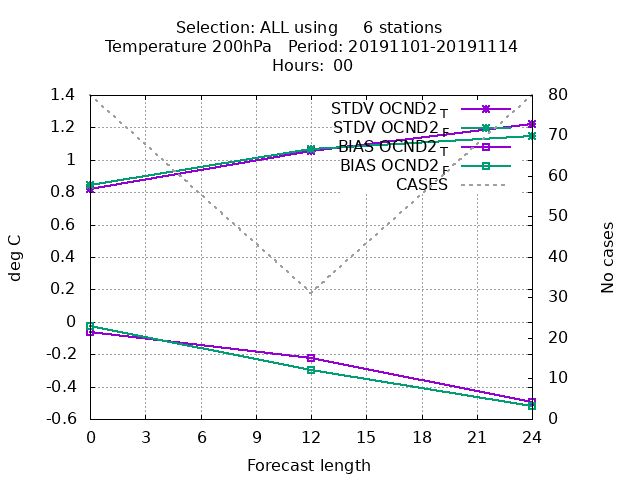 Selection: ALL using     6 stations
Temperature 200hPa   Period: 20191101-20191114
Hours:  00
1.4
1.2
1
0.8
0.6
0.4
0.2
0
-0.2
-0.4
-0.6
deg C
STDV OCND2_T
STDV OCND2_F
BIAS OCND2_T
BIAS OCND2_F
CASES
80
70
60
50
40
30
20
10
0
No cases
0 3 6 9 12 15 18 21 24
Forecast length